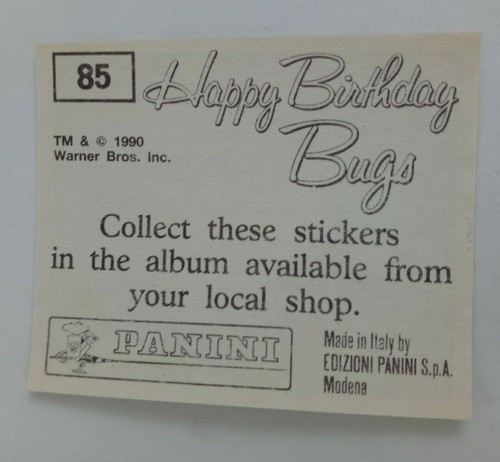 85
Happy Birthday
Bugs
TM & © 1990
Warner Bros. Inc.
Collect these stickers
in the album available from
your local shop.
PANINI
Made in Italy by
EDIZIONI PANINI S.p.A.
Modena